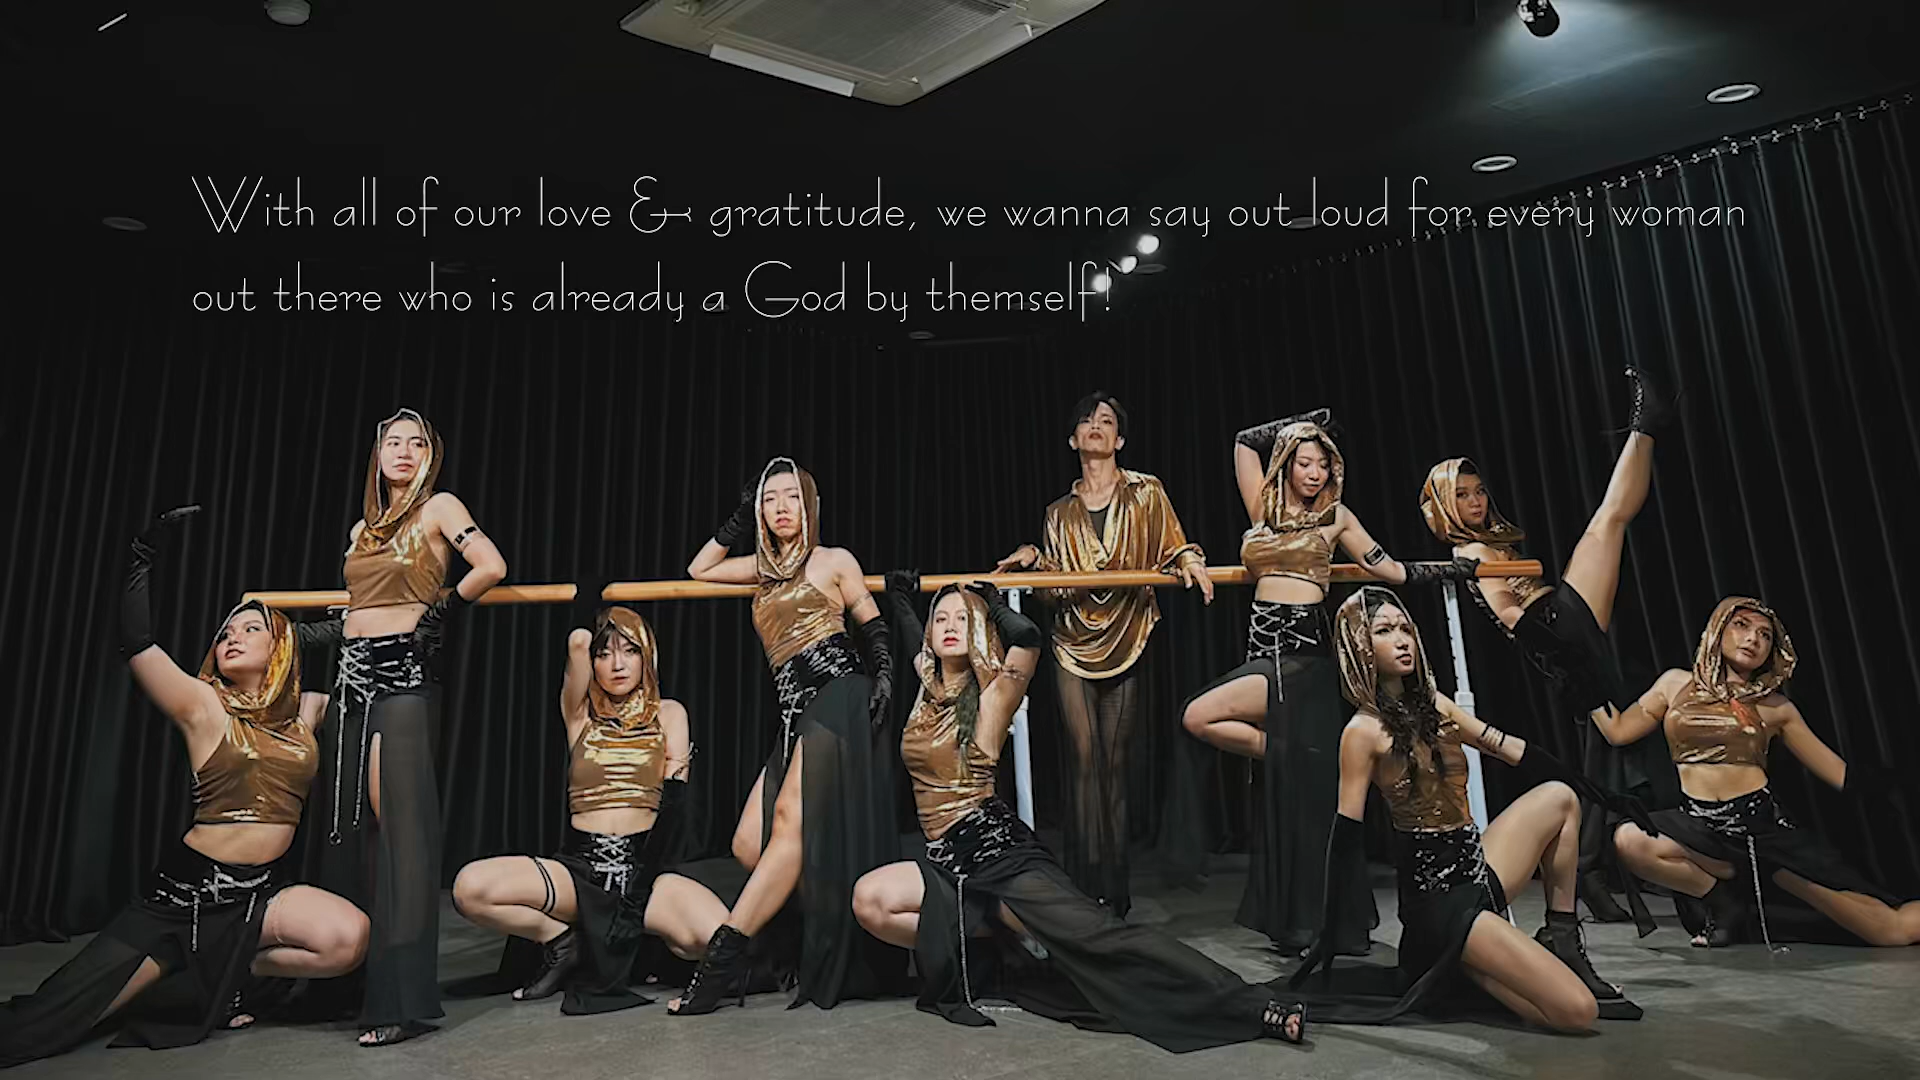 With all of our love & gratitude, we wanna say out loud for every woman
out there who is already a God by themself!